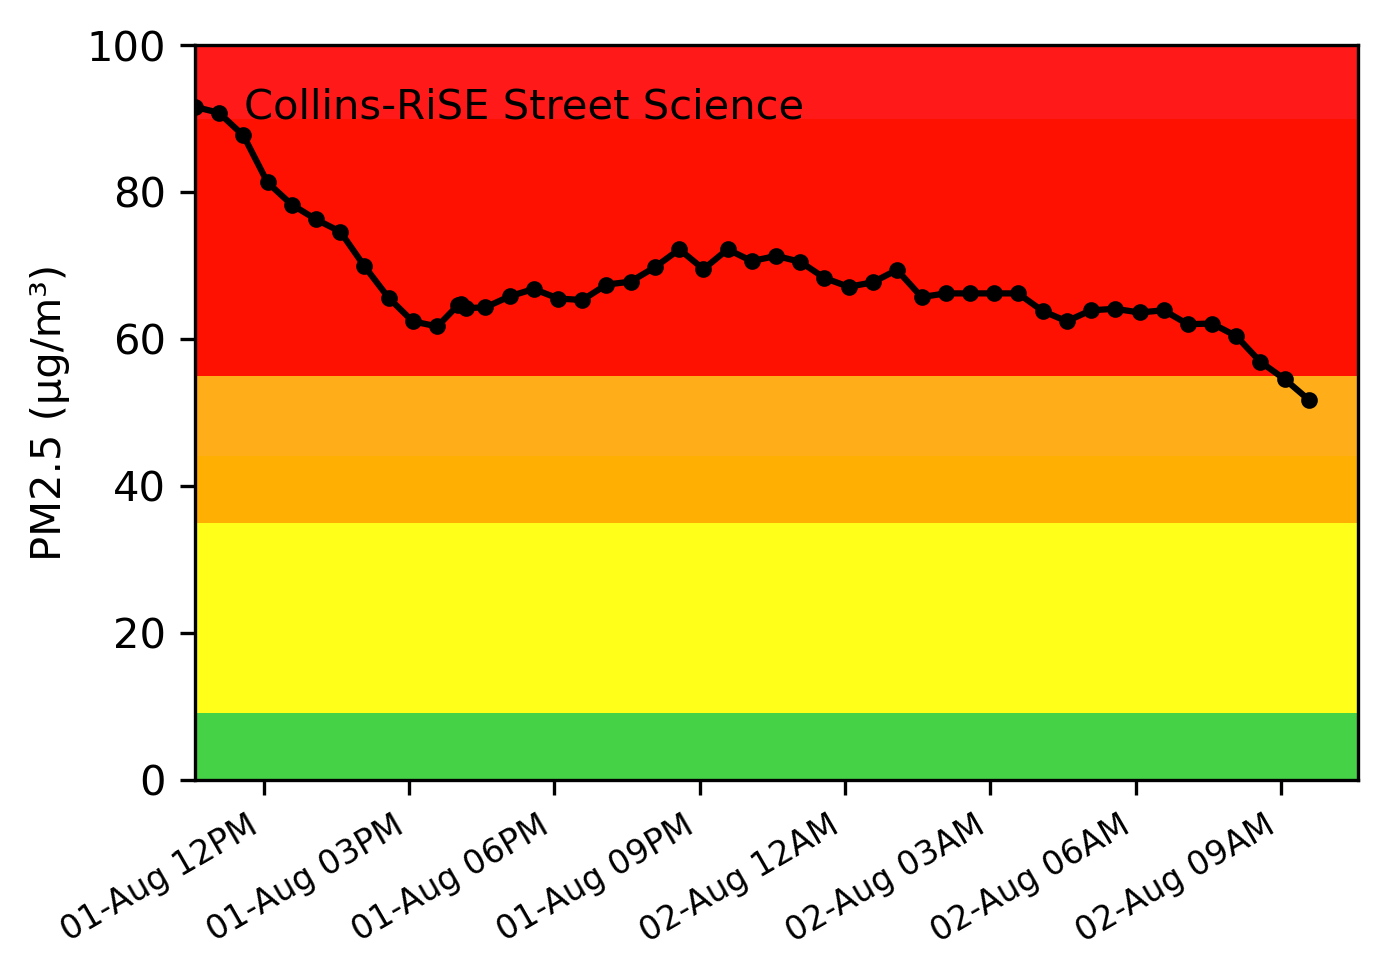 Collins-RiSE Street Science
PM2.5 (µg/m³)
100
80
60
40
20
0
01-Aug 12PM
01-Aug 03PM
01-Aug 06PM
01-Aug 09PM
02-Aug 12AM
02-Aug 03AM
02-Aug 06AM
02-Aug 09AM